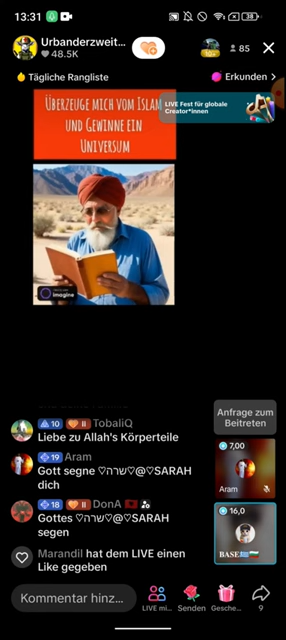 13:31
38
Urbanderzweit...
48.5K
85
Tägliche Rangliste
Erkunden >
LIVE Fest für globale
Creator*innen
ÜBERZEUGE MICH VOM ISLAM
UND GEWINNE EIN
UNIVERSUM
imagine
Anfrage zum
Beitreten
10 II TobaliQ
Liebe zu Allah's Körperteile
19 Aram
Gott segne ♡שרה♡@♡SARAH
dich
7,00
Aram
18 II DonA
Gottes ♡שרה♡@♡SARAH
segen
16,0
BASE
Marandil hat dem LIVE einen
Like gegeben
Kommentar hinz...
LIVE mi...
Senden
Gesche...
9